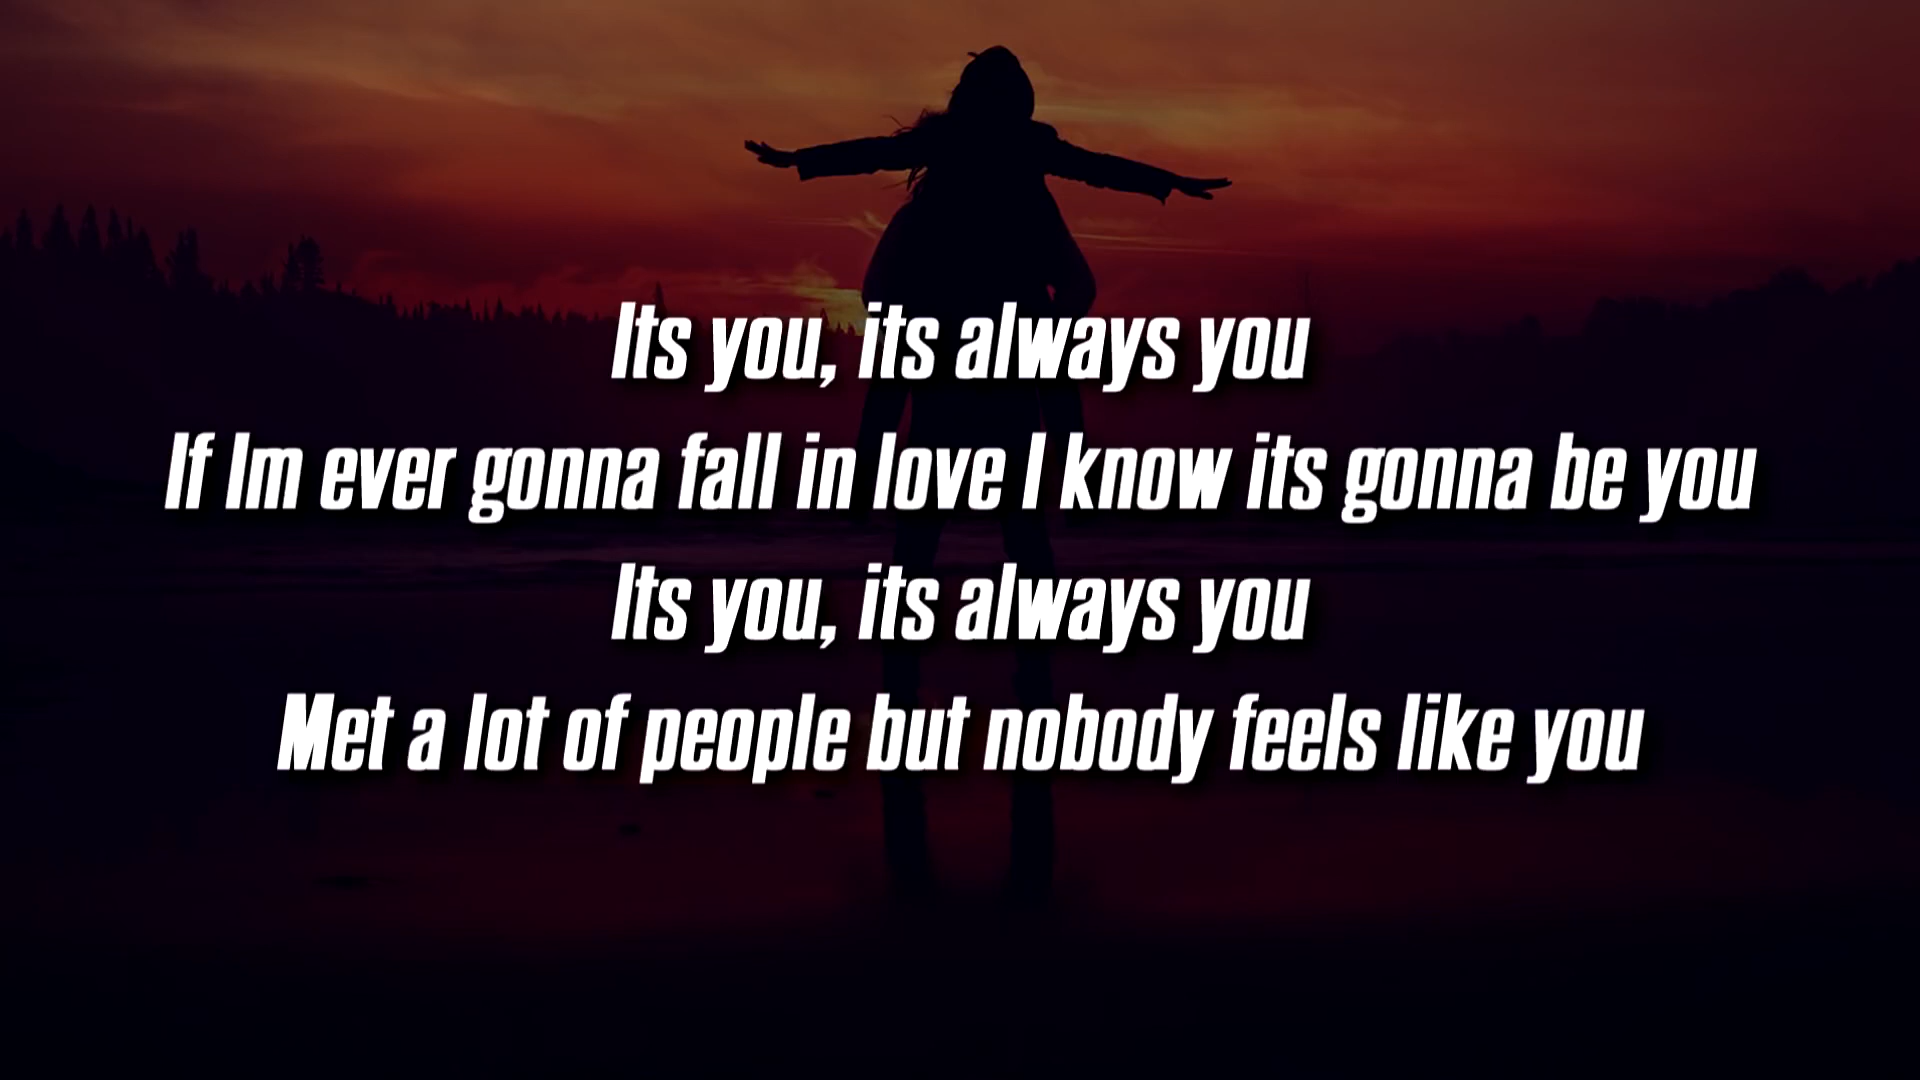 Its you, its always you
If Im ever gonna fall in love I know its gonna be you
Its you, its always you
Met a lot of people but nobody feels like you